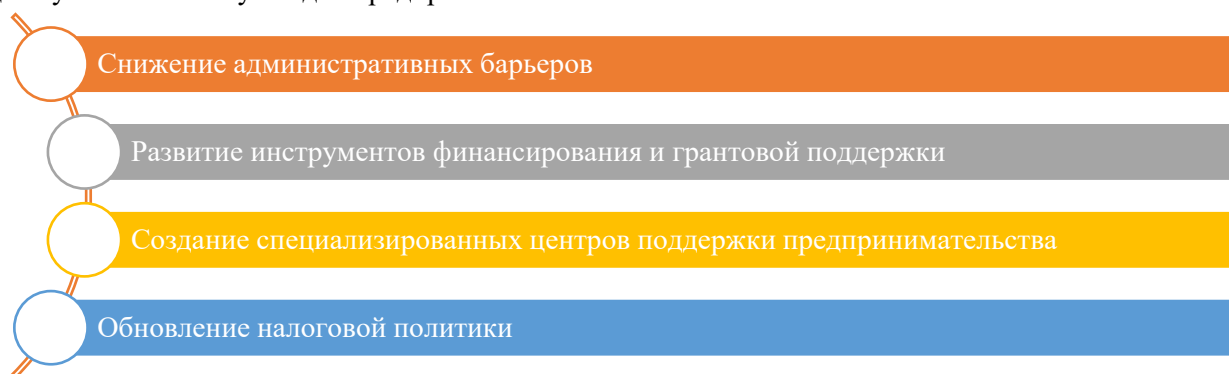 Снижение административных барьеров
Развитие инструментов финансирования и грантовой поддержки
Создание специализированных центров поддержки предпринимательства
Обновление налоговой политики